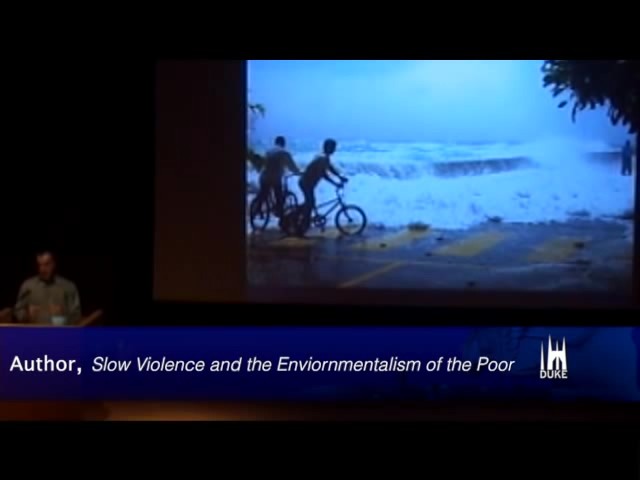 Author, Slow Violence and the Enviornmentalism of the Poor
DUKE